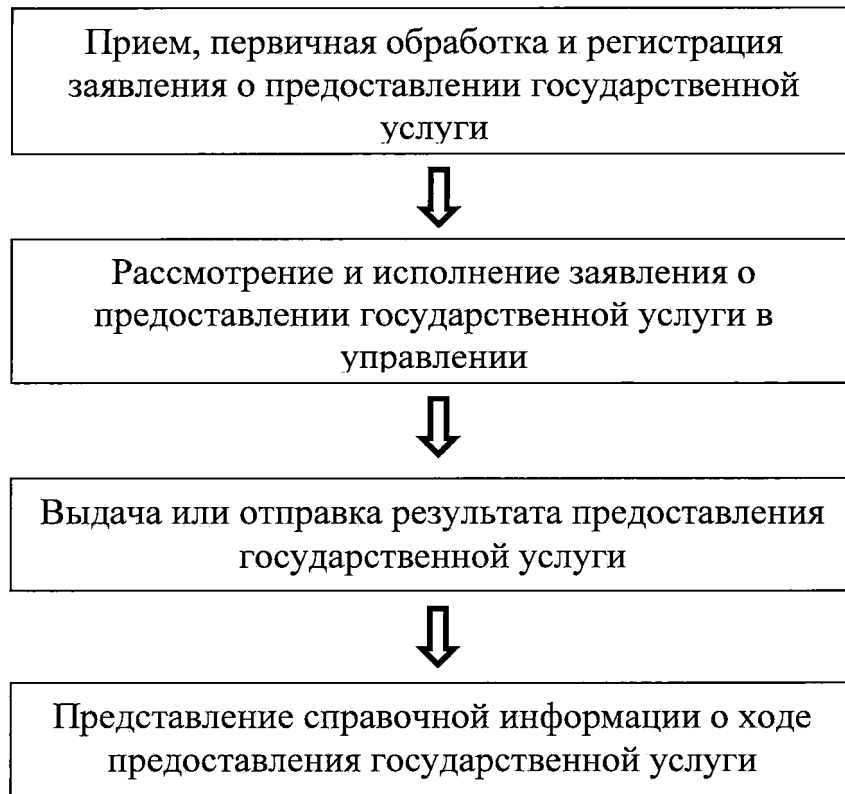 Прием, первичная обработка и регистрация
заявления о предоставлении государственной
услуги
Рассмотрение и исполнение заявления о
предоставлении государственной услуги в
управлении
Выдача или отправка результата предоставления
государственной услуги
Представление справочной информации о ходе
предоставления государственной услуги